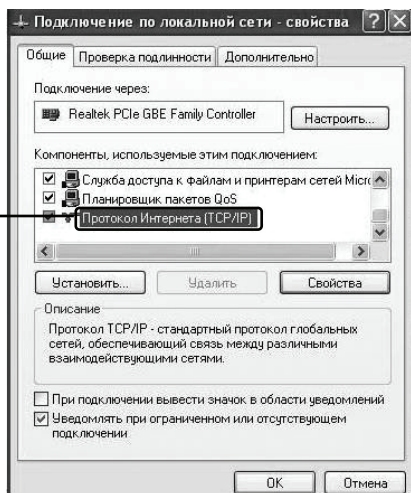 Подключение по локальной сети - свойства
Общие Проверка подлинности Дополнительно
Подключение через:
Realtek PCIe GBE Family Controller Настроить...
Компоненты, используемые этим подключением:
Служба доступа к файлам и принтерам сетей Micro
Планировщик пакетов QoS
Протокол Интернета (TCP/IP)
Установить... Удалить Свойства
Описание
Протокол TCP/IP - стандартный протокол глобальных
сетей, обеспечивающий связь между различными
взаимодействующими сетями.
При подключении вывести значок в области уведомлений
Уведомлять при ограниченном или отсутствующем
подключении
OK Отмена